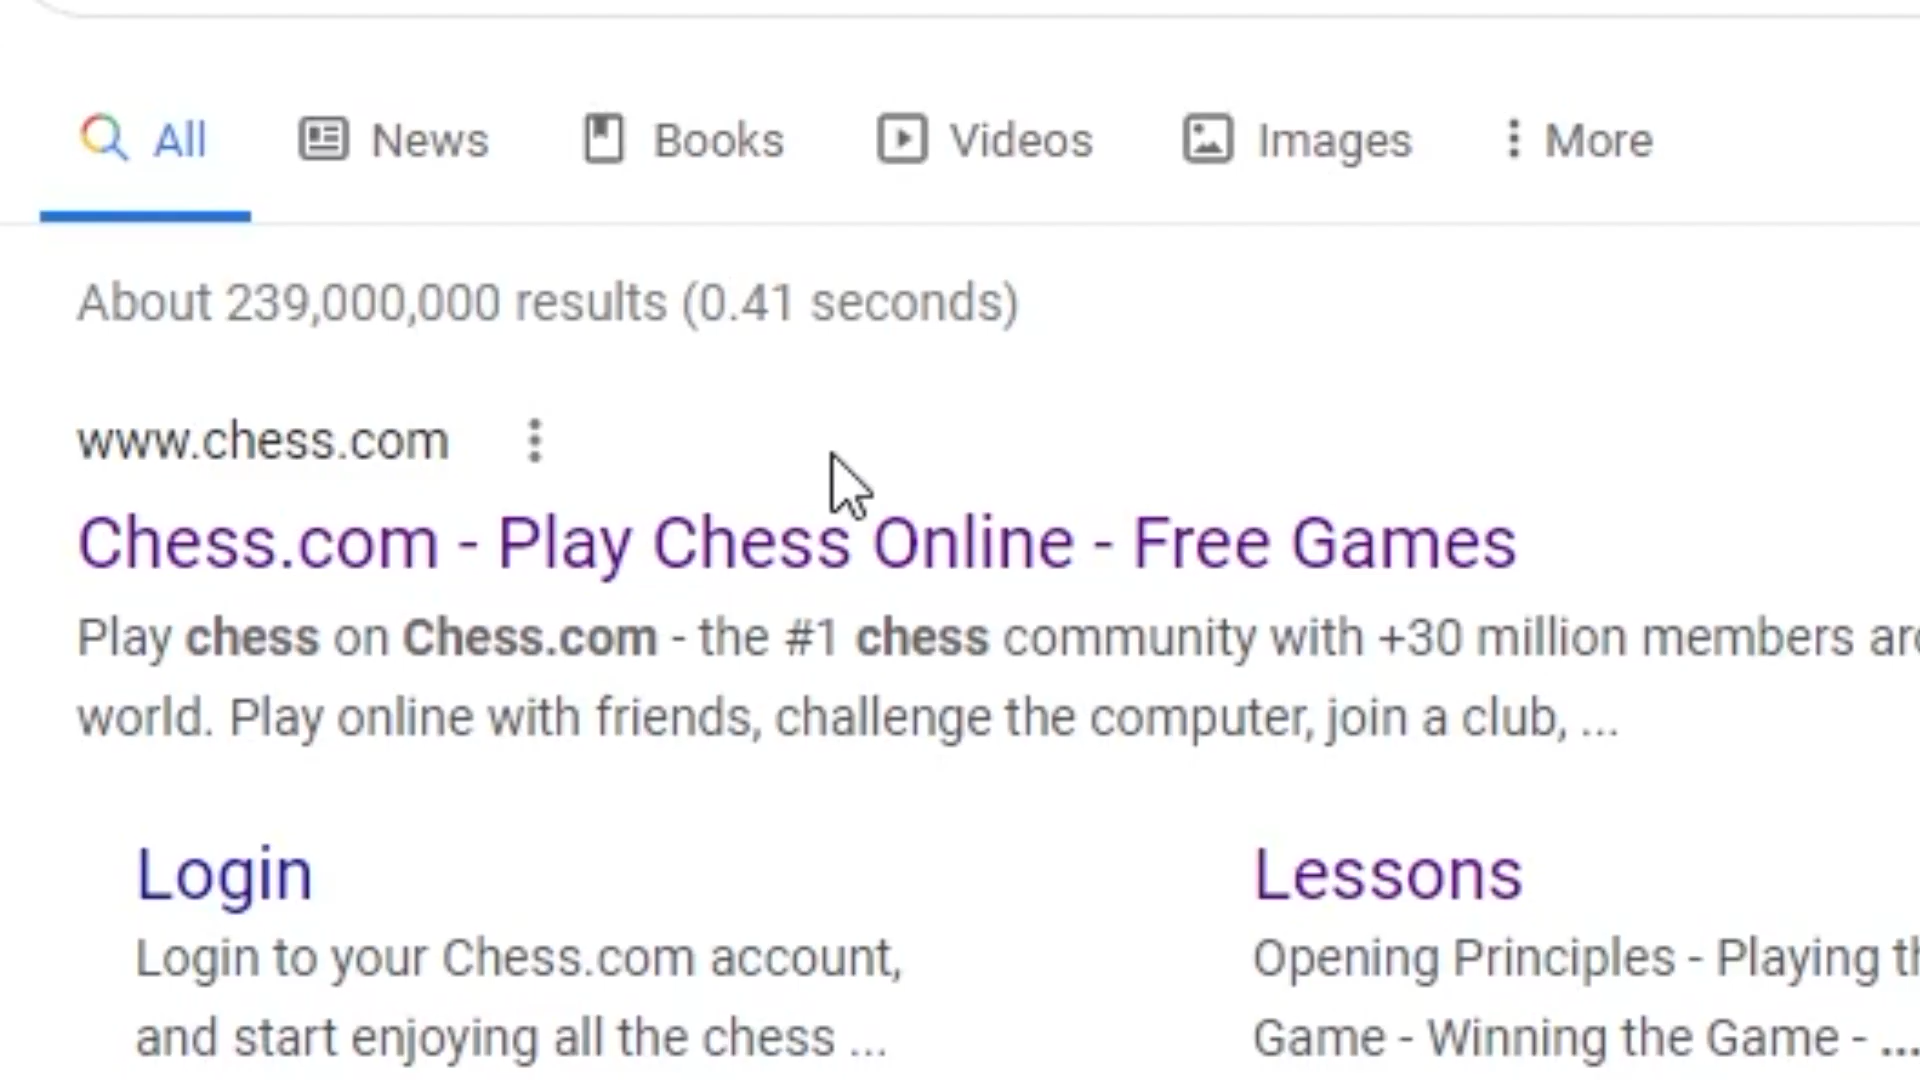 All News Books Videos Images More
About 239,000,000 results (0.41 seconds)
www.chess.com
Chess.com - Play Chess Online - Free Games
Play chess on Chess.com - the #1 chess community with +30 million members
world. Play online with friends, challenge the computer, join a club, ...
Login
Login to your Chess.com account,
and start enjoying all the chess ...
Lessons
Opening Principles - Playing
Game - Winning the Game - ...